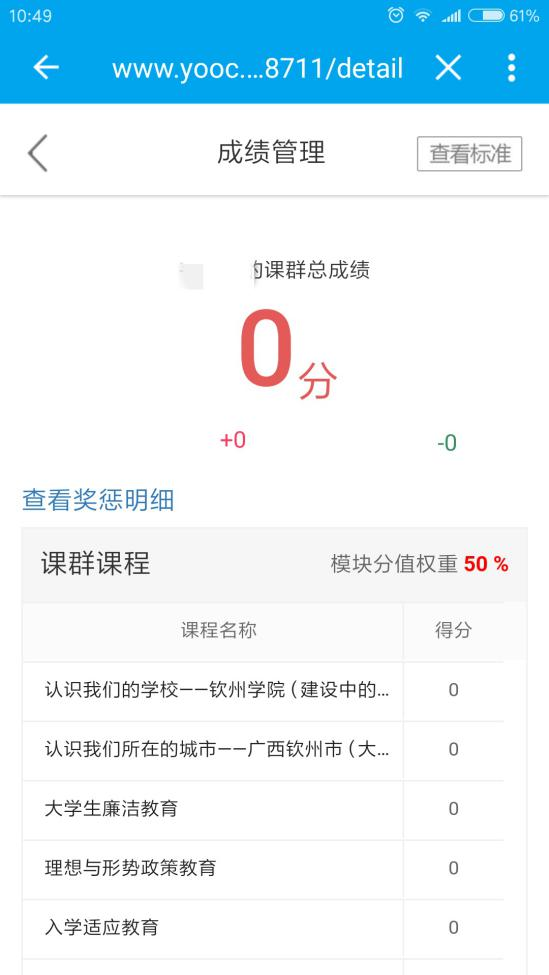 10:49
61%
www.yooc....8711/detail
成绩管理
查看标准
的课群总成绩
0分
+0
-0
查看奖惩明细
课群课程
模块分值权重 50 %
课程名称
得分
认识我们的学校——钦州学院（建设中的...
0
认识我们所在的城市——广西钦州市（大...
0
大学生廉洁教育
0
理想与形势政策教育
0
入学适应教育
0